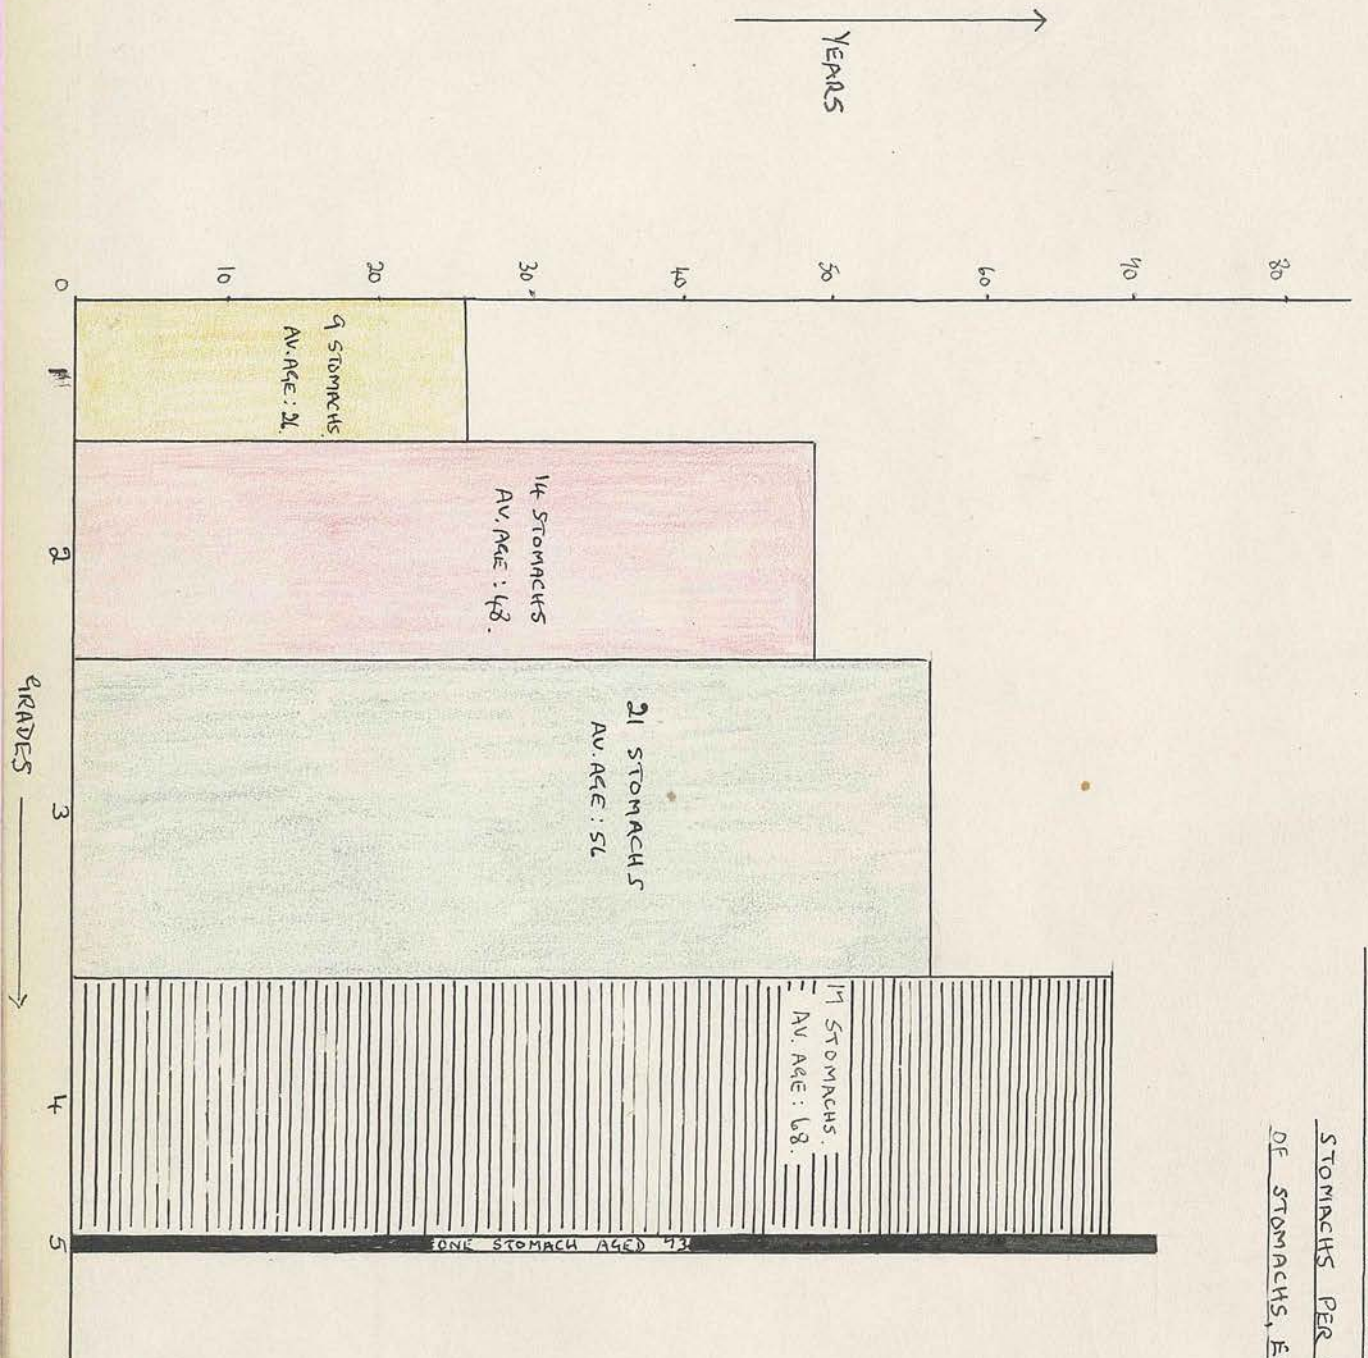 STOMACHS PER
OF STOMACHS, E
YEARS
80
70
60
50
40
30
20
10
0
9 STOMACHS.
AV. AGE: 26.
14 STOMACHS
AV. AGE: 48.
21 STOMACHS
AV. AGE: 56
17 STOMACHS.
AV. AGE: 68.
ONE STOMACH AGED 73
2
3
4
5
GRADES